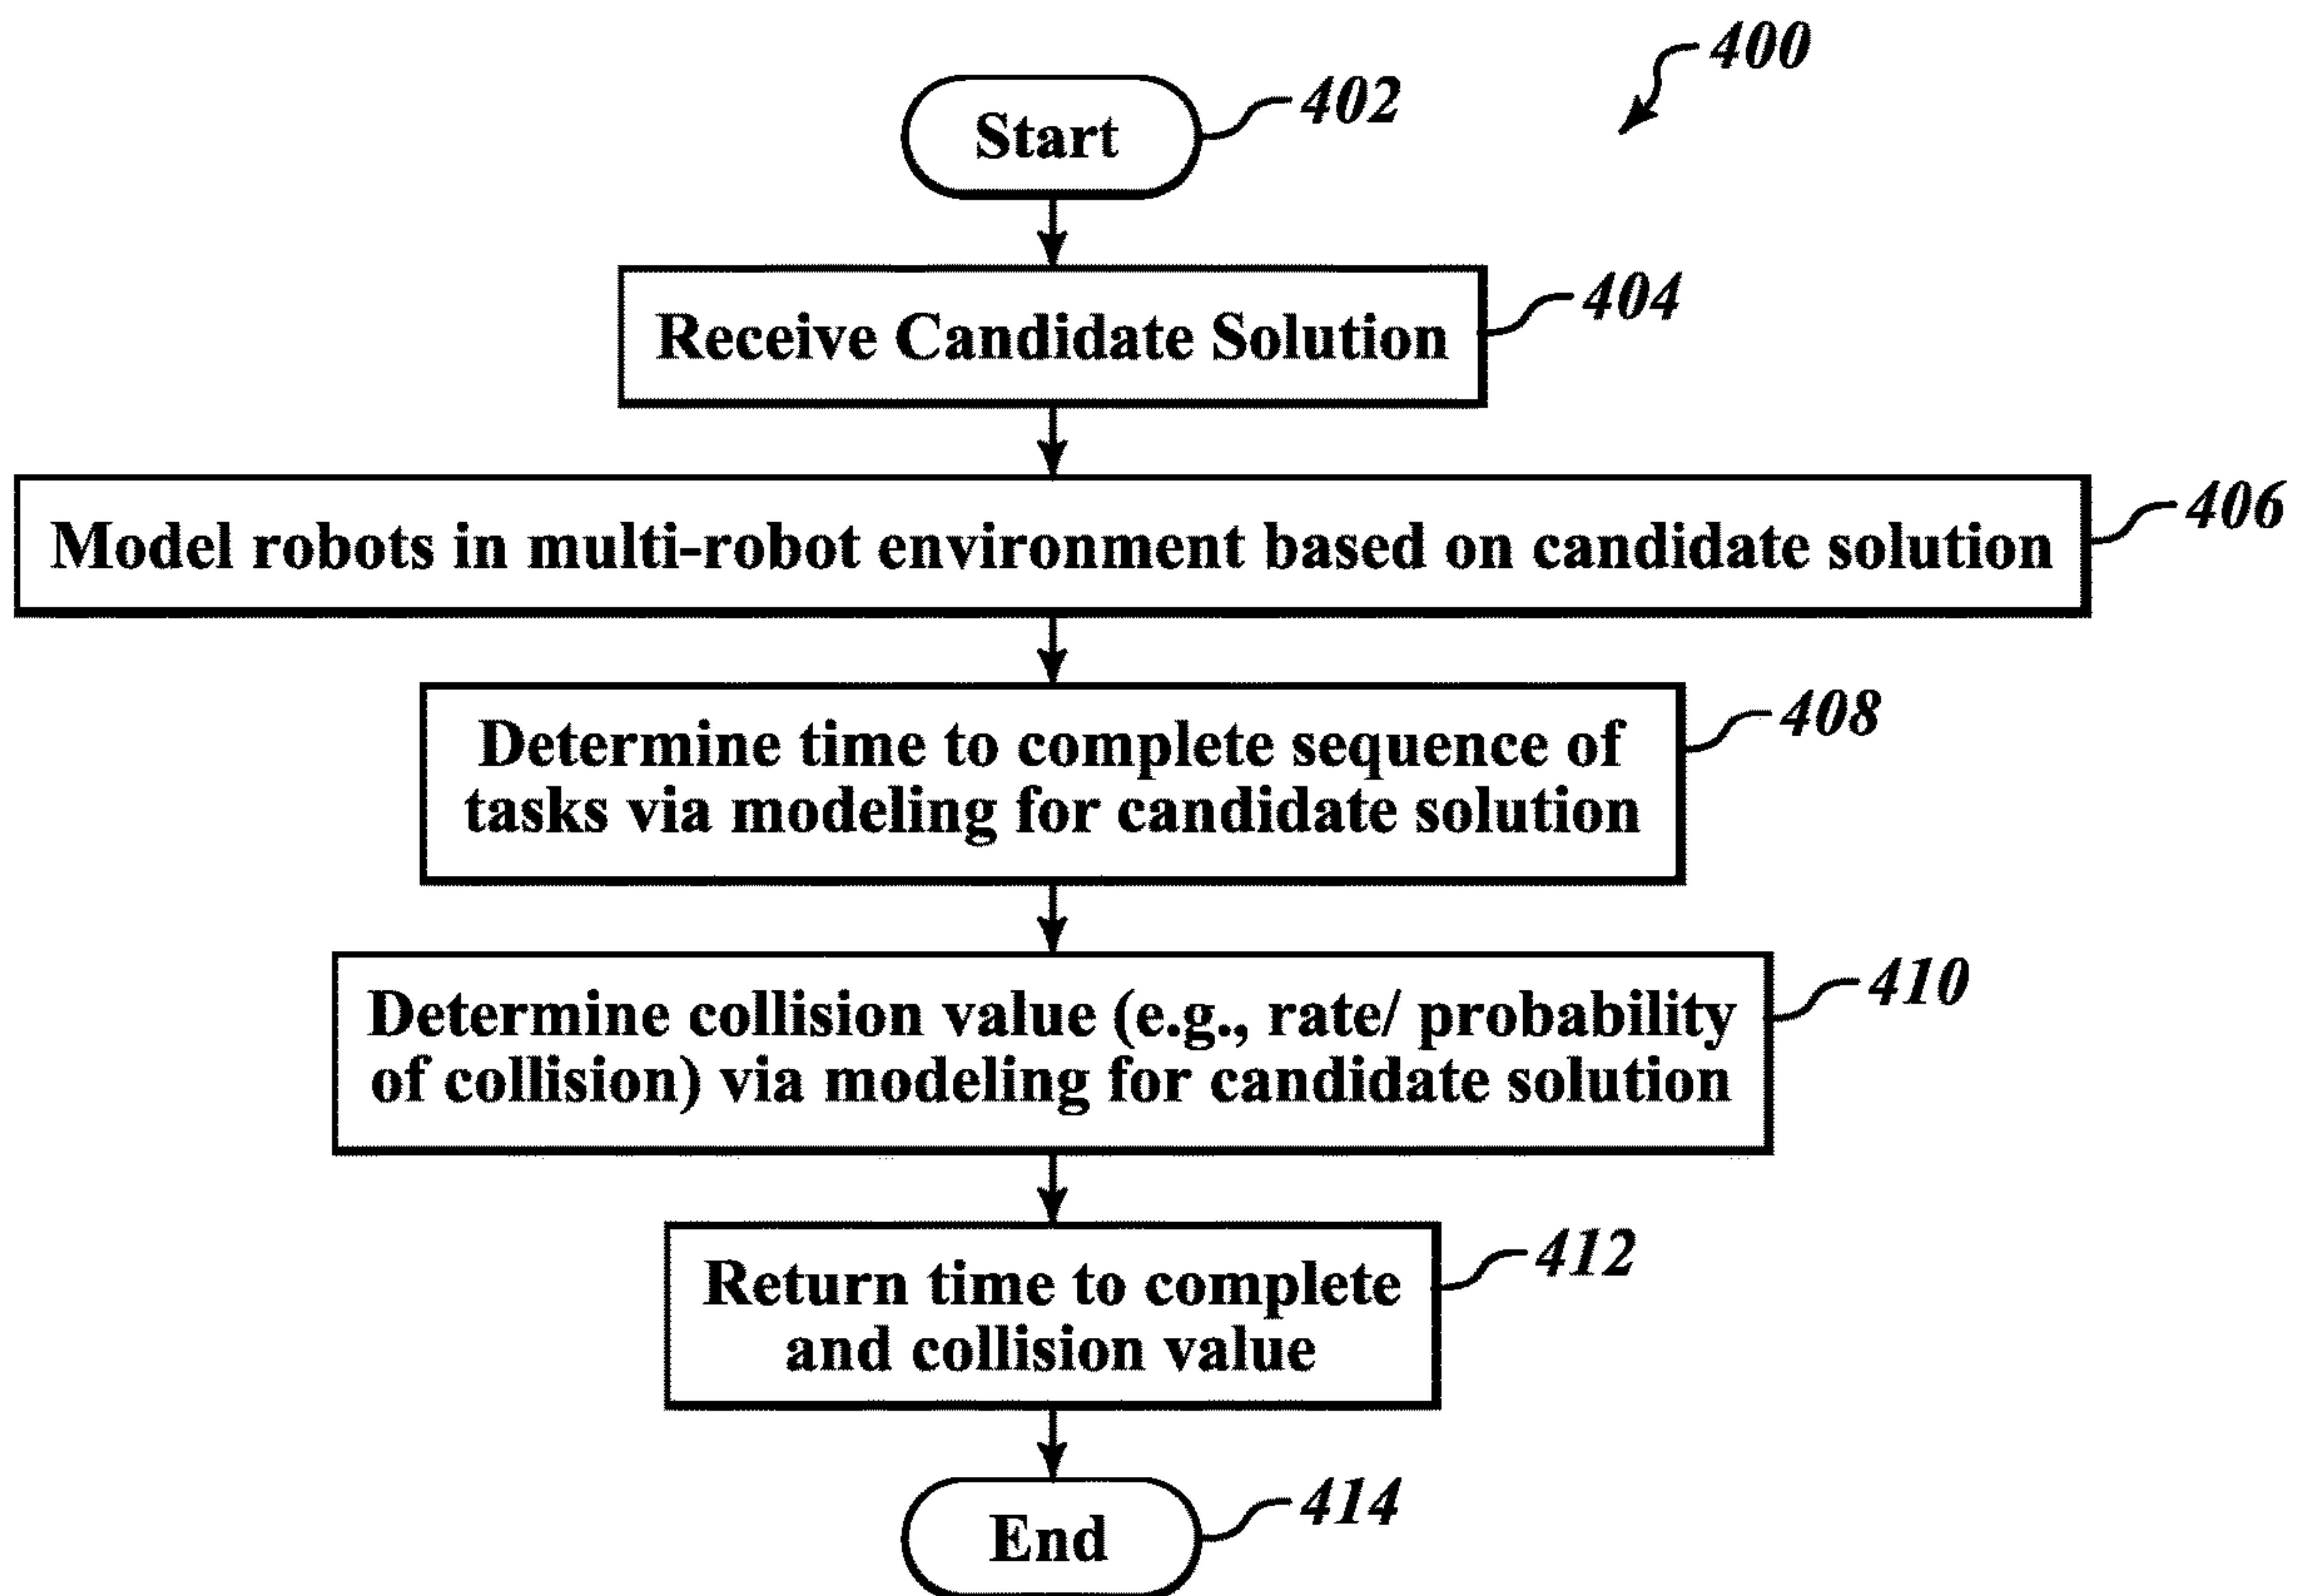 400
Start
402
Receive Candidate Solution
404
Model robots in multi-robot environment based on candidate solution
406
Determine time to complete sequence of
tasks via modeling for candidate solution
408
Determine collision value (e.g., rate/ probability
of collision) via modeling for candidate solution
410
Return time to complete
and collision value
412
End
414